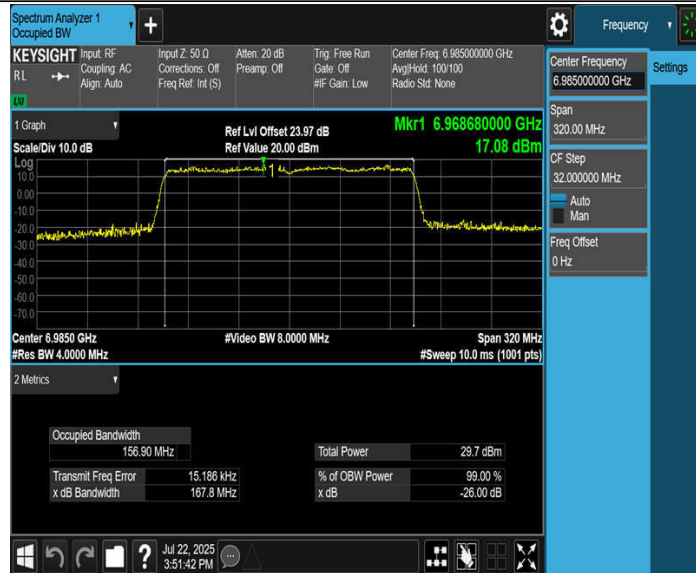 Spectrum Analyzer 1
Occupied BW
+
Frequency
KEYSIGHT
RL
LXI
Input: RF
Coupling: AC
Align: Auto
Input Z: 50 Ω
Corrections: Off
Freq Ref: Int (S)
Atten: 20 dB
Preamp: Off
Trig: Free Run
Gate: Off
#IF Gain: Low
Center Freq: 6.985000000 GHz
Avg|Hold: 100/100
Radio Std: None
Center Frequency
6.985000000 GHz
Settings
Span
320.00 MHz
CF Step
32.000000 MHz
Auto
Man
Freq Offset
0 Hz
1 Graph
Scale/Div 10.0 dB
Ref Lvl Offset 23.97 dB
Ref Value 20.00 dBm
Mkr1 6.968680000 GHz
17.08 dBm
Log
10.0
0.00
-10.0
-20.0
-30.0
-40.0
-50.0
-60.0
-70.0
1
Center 6.9850 GHz
#Res BW 4.0000 MHz
#Video BW 8.0000 MHz
Span 320 MHz
#Sweep 10.0 ms (1001 pts)
2 Metrics
Occupied Bandwidth
156.90 MHz
Total Power 29.7 dBm
Transmit Freq Error 15.186 kHz
% of OBW Power 99.00 %
x dB Bandwidth 167.8 MHz
x dB -26.00 dB
?
Jul 22, 2025
3:51:42 PM